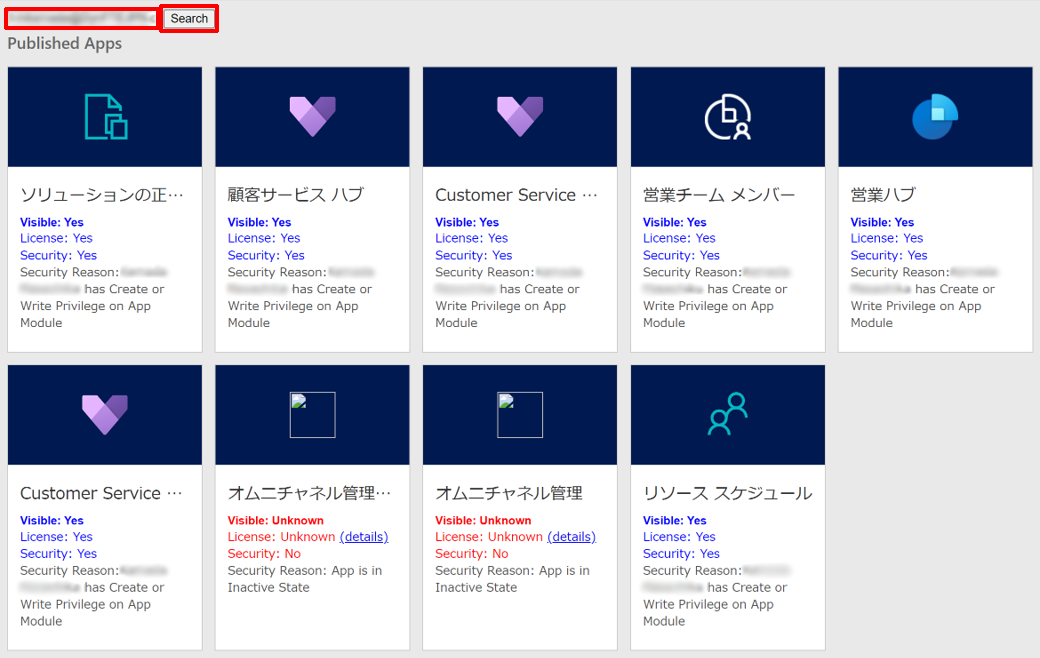 Search
Published Apps
ソリューションの正…
Visible: Yes
License: Yes
Security: Yes
Security Reason:
has Create or
Write Privilege on App
Module
顧客サービス ハブ
Visible: Yes
License: Yes
Security: Yes
Security Reason:
has Create or
Write Privilege on App
Module
Customer Service …
Visible: Yes
License: Yes
Security: Yes
Security Reason:
has Create or
Write Privilege on App
Module
営業チーム メンバー
Visible: Yes
License: Yes
Security: Yes
Security Reason:
has Create or
Write Privilege on App
Module
営業ハブ
Visible: Yes
License: Yes
Security: Yes
Security Reason:
has Create or
Write Privilege on App
Module
Customer Service …
Visible: Yes
License: Yes
Security: Yes
Security Reason:
has Create or
Write Privilege on App
Module
オムニチャネル管理…
Visible: Unknown
License: Unknown (details)
Security: No
Security Reason: App is in
Inactive State
オムニチャネル管理
Visible: Unknown
License: Unknown (details)
Security: No
Security Reason: App is in
Inactive State
リソース スケジュール
Visible: Yes
License: Yes
Security: Yes
Security Reason:
has Create or
Write Privilege on App
Module